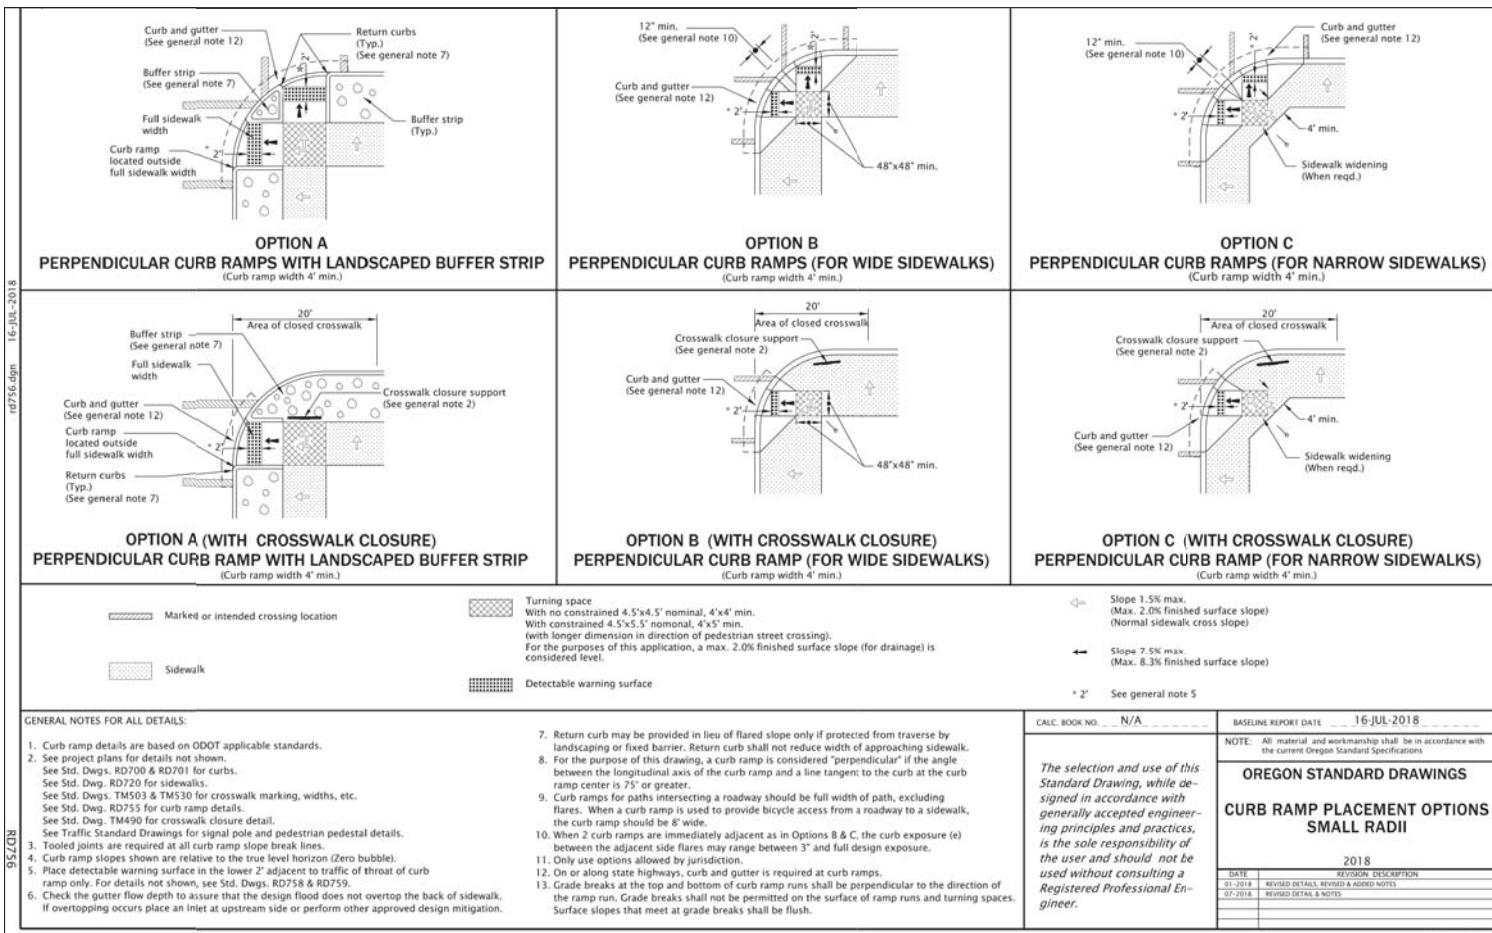 Curb and gutter
(See general note 12)
Return curbs
(Typ.)
(See general note 7)
Buffer strip
(See general note 7)
Full sidewalk
width
Buffer strip
(Typ.)
Curb ramp
located outside
full sidewalk width
* 2'
2'
OPTION A
PERPENDICULAR CURB RAMPS WITH LANDSCAPED BUFFER STRIP
(Curb ramp width 4' min.)
12" min.
(See general note 10)
* 2'
Curb and gutter
(See general note 12)
* 2'
48"x48" min.
OPTION B
PERPENDICULAR CURB RAMPS (FOR WIDE SIDEWALKS)
(Curb ramp width 4' min.)
Curb and gutter
(See general note 12)
12" min.
(See general note 10)
* 2'
* 2'
4' min.
Sidewalk widening
(When reqd.)
OPTION C
PERPENDICULAR CURB RAMPS (FOR NARROW SIDEWALKS)
(Curb ramp width 4' min.)
20'
Area of closed crosswalk
Buffer strip
(See general note 7)
Full sidewalk
width
Crosswalk closure support
(See general note 2)
Curb and gutter
(See general note 12)
Curb ramp
located outside
full sidewalk width
* 2'
Return curbs
(Typ.)
(See general note 7)
OPTION A (WITH CROSSWALK CLOSURE)
PERPENDICULAR CURB RAMP WITH LANDSCAPED BUFFER STRIP
(Curb ramp width 4' min.)
20'
Area of closed crosswalk
Crosswalk closure support
(See general note 2)
Curb and gutter
(See general note 12)
* 2'
48"x48" min.
OPTION B (WITH CROSSWALK CLOSURE)
PERPENDICULAR CURB RAMP (FOR WIDE SIDEWALKS)
(Curb ramp width 4' min.)
20'
Area of closed crosswalk
Crosswalk closure support
(See general note 2)
* 2'
4' min.
Curb and gutter
(See general note 12)
Sidewalk widening
(When reqd.)
OPTION C (WITH CROSSWALK CLOSURE)
PERPENDICULAR CURB RAMP (FOR NARROW SIDEWALKS)
(Curb ramp width 4' min.)
rd756.dgn 16-JUL-2018
RD756
Marked or intended crossing location
Sidewalk
Turning space
With no constrained 4.5'x4.5' nominal, 4'x4' min.
With constrained 4.5'x5.5' nomonal, 4'x5' min.
(with longer dimension in direction of pedestrian street crossing).
For the purposes of this application, a max. 2.0% finished surface slope (for drainage) is
considered level.
Detectable warning surface
Slope 1.5% max.
(Max. 2.0% finished surface slope)
(Normal sidewalk cross slope)
Slope 7.5% max.
(Max. 8.3% finished surface slope)
* 2' See general note 5
GENERAL NOTES FOR ALL DETAILS:
1. Curb ramp details are based on ODOT applicable standards.
2. See project plans for details not shown.
See Std. Dwgs. RD700 & RD701 for curbs.
See Std. Dwg. RD720 for sidewalks.
See Std. Dwgs. TM503 & TM530 for crosswalk marking, widths, etc.
See Std. Dwg. RD755 for curb ramp details.
See Std. Dwg. TM490 for crosswalk closure detail.
See Traffic Standard Drawings for signal pole and pedestrian pedestal details.
3. Tooled joints are required at all curb ramp slope break lines.
4. Curb ramp slopes shown are relative to the true level horizon (Zero bubble).
5. Place detectable warning surface in the lower 2' adjacent to traffic of throat of curb
ramp only. For details not shown, see Std. Dwgs. RD758 & RD759.
6. Check the gutter flow depth to assure that the design flood does not overtop the back of sidewalk.
If overtopping occurs place an inlet at upstream side or perform other approved design mitigation.
7. Return curb may be provided in lieu of flared slope only if protected from traverse by
landscaping or fixed barrier. Return curb shall not reduce width of approaching sidewalk.
8. For the purpose of this drawing, a curb ramp is considered "perpendicular" if the angle
between the longitudinal axis of the curb ramp and a line tangent to the curb at the curb
ramp center is 75° or greater.
9. Curb ramps for paths intersecting a roadway should be full width of path, excluding
flares. When a curb ramp is used to provide bicycle access from a roadway to a sidewalk,
the curb ramp should be 8' wide.
10. When 2 curb ramps are immediately adjacent as in Options B & C, the curb exposure (e)
between the adjacent side flares may range between 3" and full design exposure.
11. Only use options allowed by jurisdiction.
12. On or along state highways, curb and gutter is required at curb ramps.
13. Grade breaks at the top and bottom of curb ramp runs shall be perpendicular to the direction of
the ramp run. Grade breaks shall not be permitted on the surface of ramp runs and turning spaces.
Surface slopes that meet at grade breaks shall be flush.
CALC. BOOK NO. N/A
The selection and use of this
Standard Drawing, while de-
signed in accordance with
generally accepted engineer-
ing principles and practices,
is the sole responsibility of
the user and should not be
used without consulting a
Registered Professional En-
gineer.
BASELINE REPORT DATE 16-JUL-2018
NOTE: All material and workmanship shall be in accordance with
the current Oregon Standard Specifications
OREGON STANDARD DRAWINGS
CURB RAMP PLACEMENT OPTIONS
SMALL RADII
2018
DATE REVISION DESCRIPTION
01-2018 REVISED DETAILS, REVISED & ADDED NOTES
07-2018 REVISED DETAIL & NOTES